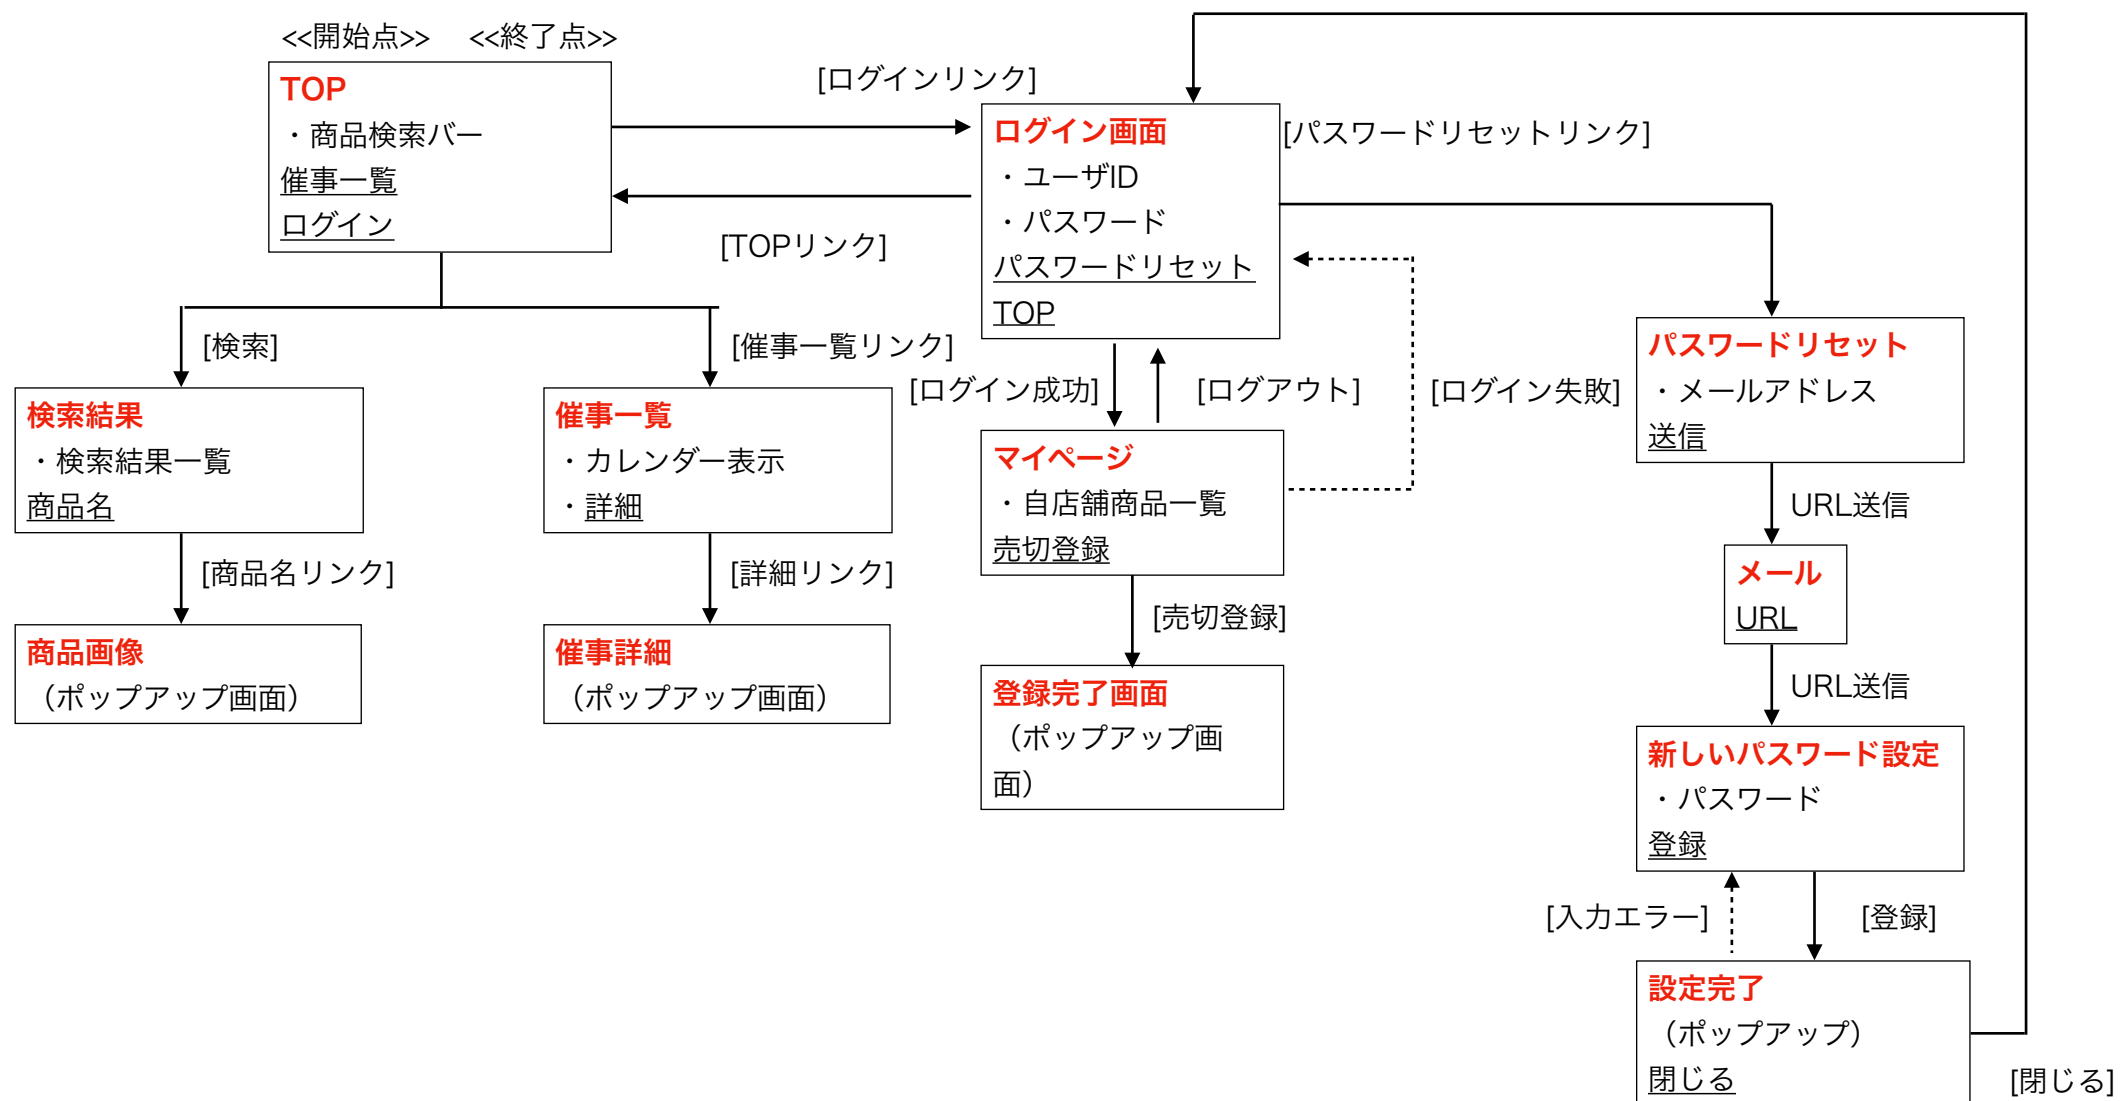 <<開始点>> <<終了点>>
TOP
・商品検索バー
催事一覧
ログイン
[ログインリンク]
[TOPリンク]
ログイン画面
・ユーザID
・パスワード
パスワードリセット
TOP
[パスワードリセットリンク]
[検索]
[催事一覧リンク]
[ログイン成功]
[ログアウト]
[ログイン失敗]
検索結果
・検索結果一覧
商品名
催事一覧
・カレンダー表示
・詳細
マイページ
・自店舗商品一覧
売切登録
パスワードリセット
・メールアドレス
送信
URL送信
[商品名リンク]
[詳細リンク]
[売切登録]
メール
URL
URL送信
商品画像
（ポップアップ画面）
催事詳細
（ポップアップ画面）
登録完了画面
（ポップアップ画
面）
新しいパスワード設定
・パスワード
登録
[入力エラー]
[登録]
設定完了
（ポップアップ）
閉じる
[閉じる]